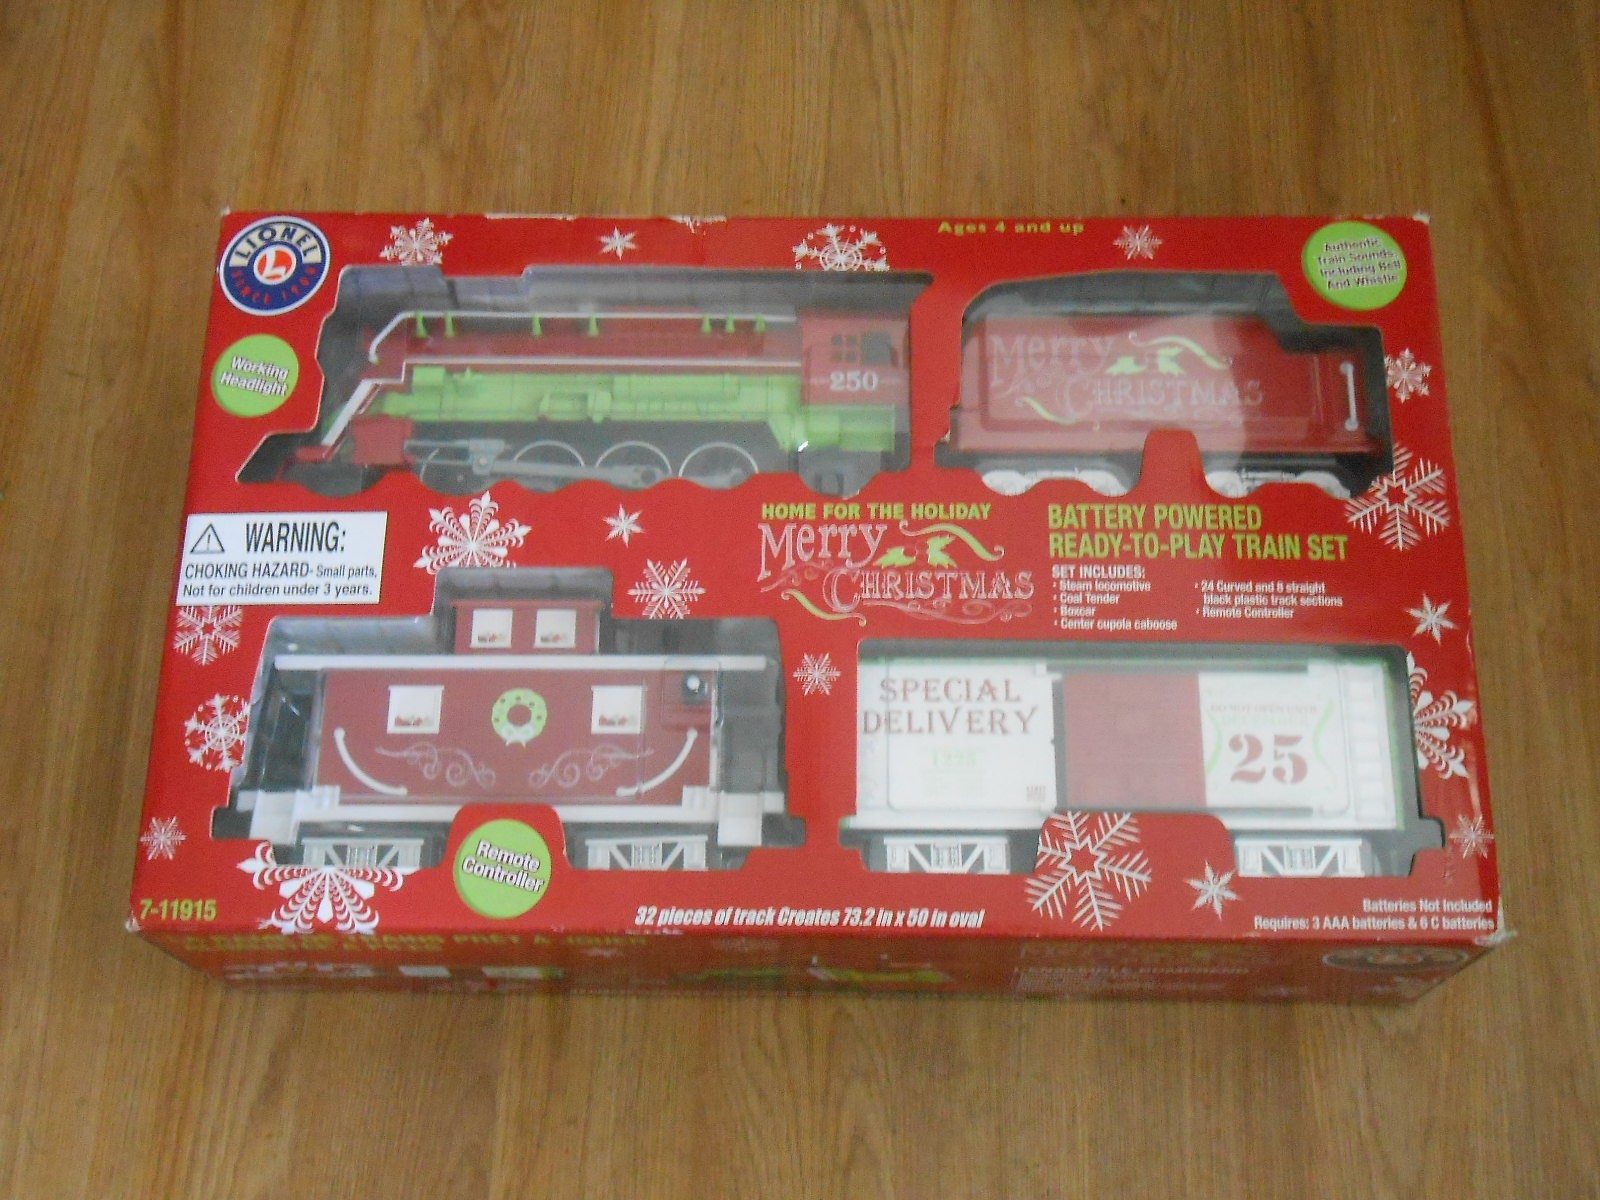 LIONEL
L
SINCE 1900
Ages 4 and up
Authentic
Train Sounds,
Including Bell
And Whistle
Working
Headlight
250
Merry
CHRISTMAS
WARNING:
CHOKING HAZARD- Small parts,
Not for children under 3 years.
HOME FOR THE HOLIDAY
Merry
CHRISTMAS
BATTERY POWERED
READY-TO-PLAY TRAIN SET
SET INCLUDES:
• Steam locomotive
• Coal Tender
• Boxcar
• Center cupola caboose
• 24 Curved and 8 straight
black plastic track sections
• Remote Controller
SPECIAL
DELIVERY
1225
25
Remote
Controller
7-11915
32 pieces of track Creates 73.2 in x 50 in oval
Batteries Not Included
Requires: 3 AAA batteries & 6 C batteries
PRÊT À JOUER